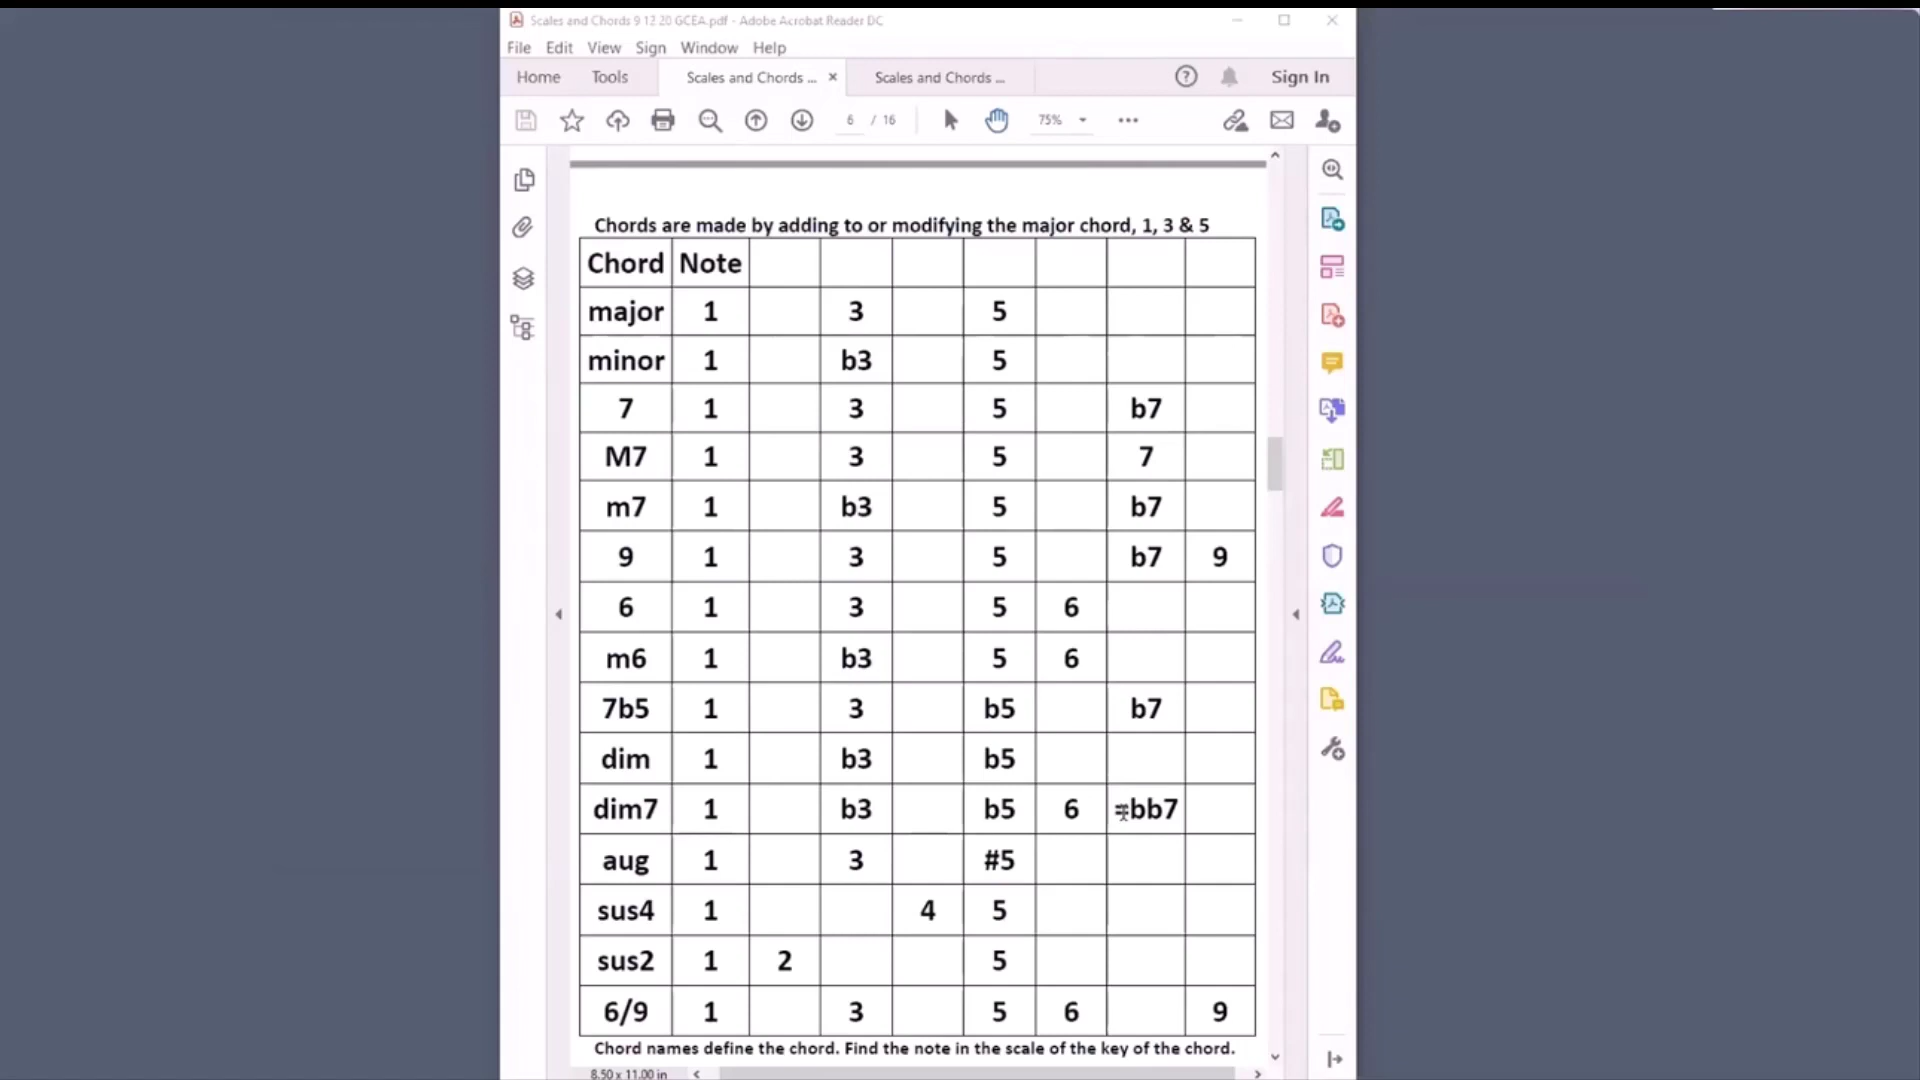 Scales and Chords 9 12 20 GCEA.pdf - Adobe Acrobat Reader DC
File Edit View Sign Window Help
Home Tools Scales and Chords ... × Scales and Chords ... Sign In
6 / 16 75%
Chords are made by adding to or modifying the major chord, 1, 3 & 5
Chord Note
major 1 3 5
minor 1 b3 5
7 1 3 5 b7
M7 1 3 5 7
m7 1 b3 5 b7
9 1 3 5 b7 9
6 1 3 5 6
m6 1 b3 5 6
7b5 1 3 b5 b7
dim 1 b3 b5
dim7 1 b3 b5 6 =bb7
aug 1 3 #5
sus4 1 4 5
sus2 1 2 5
6/9 1 3 5 6 9
Chord names define the chord. Find the note in the scale of the key of the chord.
8.50 x 11.00 in